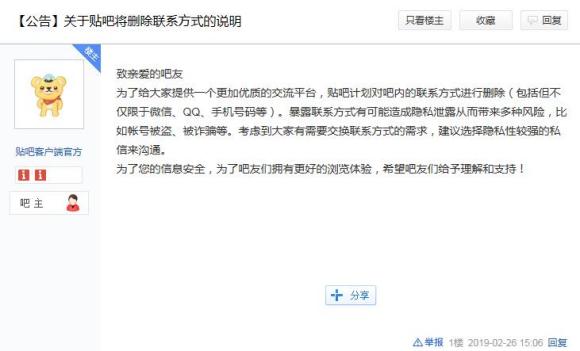 【公告】关于贴吧将删除联系方式的说明
只看楼主
收藏
回复
楼主
致亲爱的吧友
为了给大家提供一个更加优质的交流平台，贴吧计划对吧内的联系方式进行删除（包括但不
仅限于微信、QQ、手机号码等）。暴露联系方式有可能造成隐私泄露从而带来多种风险，比
如帐号被盗、被诈骗等。考虑到大家有需要交换联系方式的需求，建议选择隐私性较强的私
信来沟通。
为了您的信息安全，为了吧友们拥有更好的浏览体验，希望吧友们给予理解和支持！
贴吧客户端官方
吧主
分享
举报 1楼 2019-02-26 15:06 回复